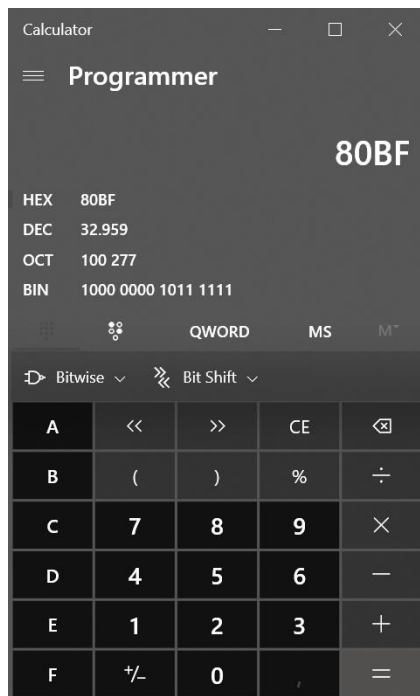 Calculator
Programmer
80BF
HEX 80BF
DEC 32.959
OCT 100 277
BIN 1000 0000 1011 1111
QWORD MS M
Bitwise Bit Shift
A << >> CE
B ( ) % ÷
C 7 8 9 ×
D 4 5 6 −
E 1 2 3 +
F +/− 0 , =